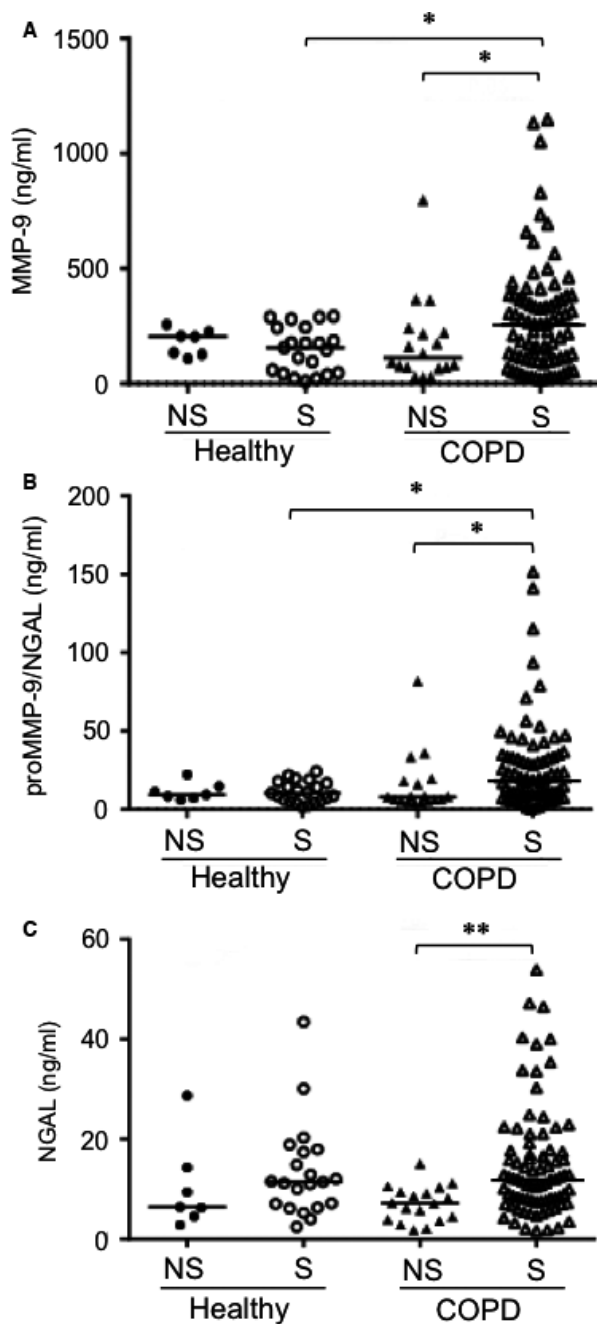 A
*
*
1500
1000
500
0
MMP-9 (ng/ml)
NS S NS S
Healthy COPD
B
*
*
200
150
100
50
0
proMMP-9/NGAL (ng/ml)
NS S NS S
Healthy COPD
C
**
60
40
20
0
NGAL (ng/ml)
NS S NS S
Healthy COPD